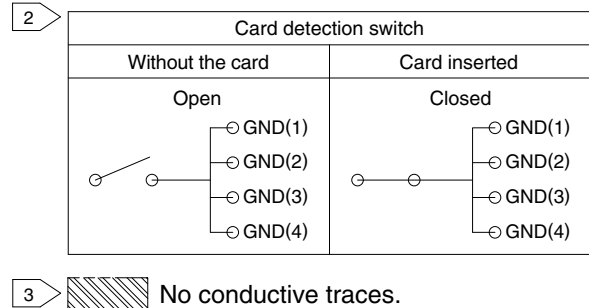 2
Card detection switch
Without the card
Card inserted
Open
Closed
GND(1)
GND(2)
GND(3)
GND(4)
GND(1)
GND(2)
GND(3)
GND(4)
3
No conductive traces.